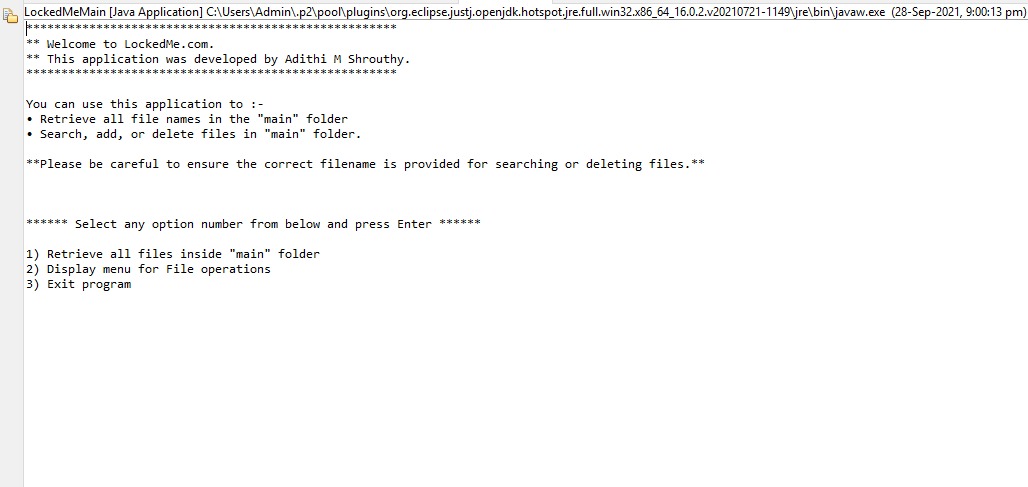 LockedMeMain [Java Application] C:\Users\Admin\.p2\pool\plugins\org.eclipse.justj.openjdk.hotspot.jre.full.win32.x86_64_16.0.2.v20210721-1149\jre\bin\javaw.exe (28-Sep-2021, 9:00:13 pm)
*****************************************************
** Welcome to LockedMe.com.
** This application was developed by Adithi M Shrouthy.
*****************************************************
You can use this application to :-
• Retrieve all file names in the "main" folder
• Search, add, or delete files in "main" folder.
**Please be careful to ensure the correct filename is provided for searching or deleting files.**
****** Select any option number from below and press Enter ******
1) Retrieve all files inside "main" folder
2) Display menu for File operations
3) Exit program